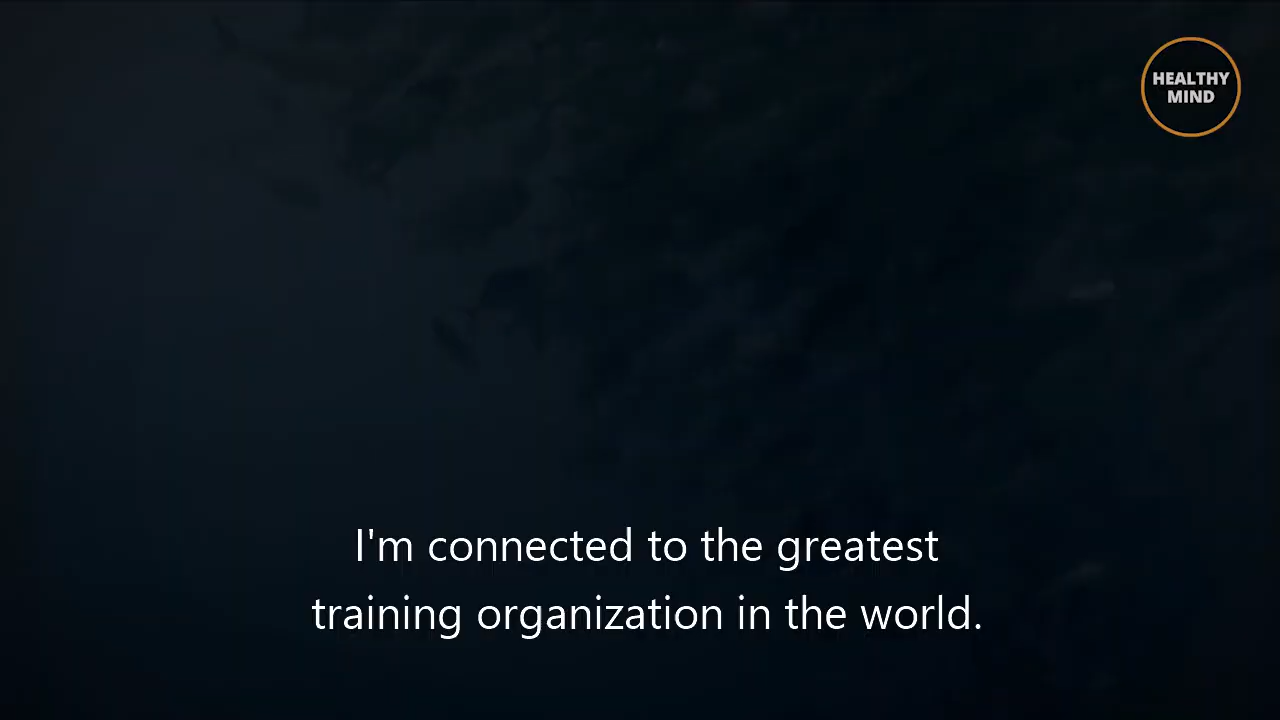 HEALTHY
MIND
I'm connected to the greatest
training organization in the world.